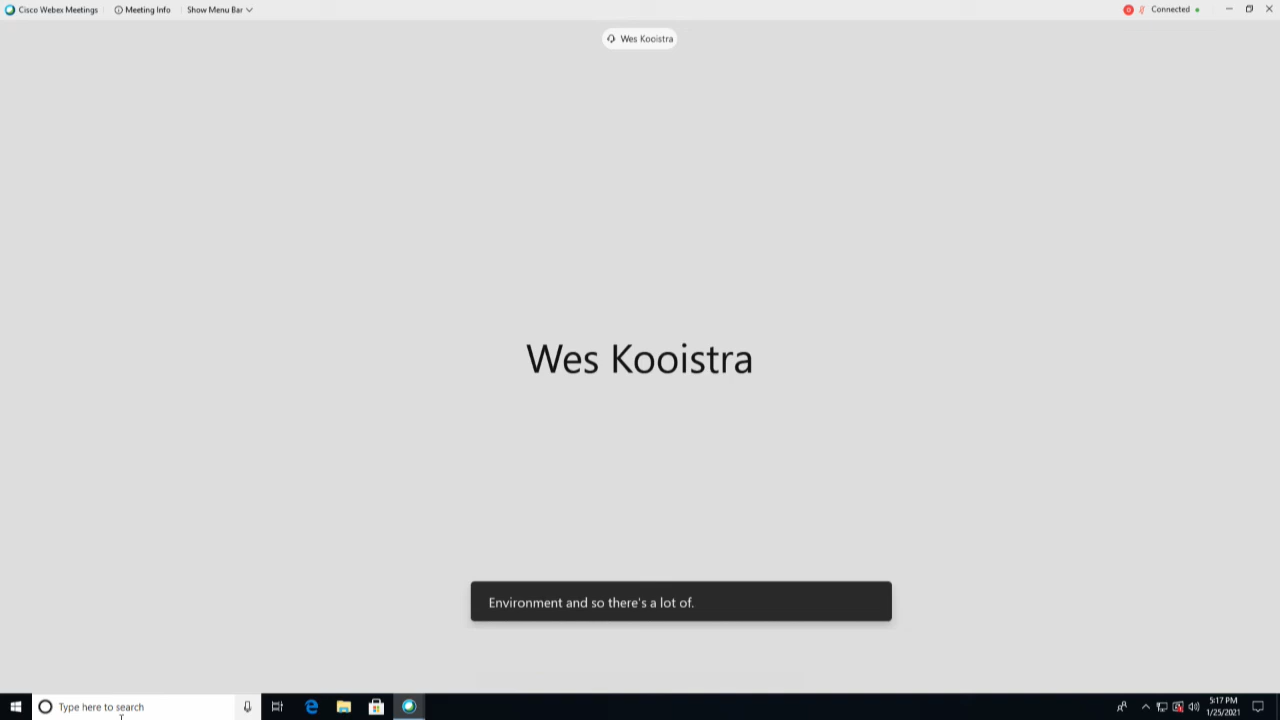 Cisco Webex Meetings
Meeting Info
Show Menu Bar
Connected
Wes Kooistra
Wes Kooistra
Environment and so there's a lot of.
Type here to search
5:17 PM
1/25/2021